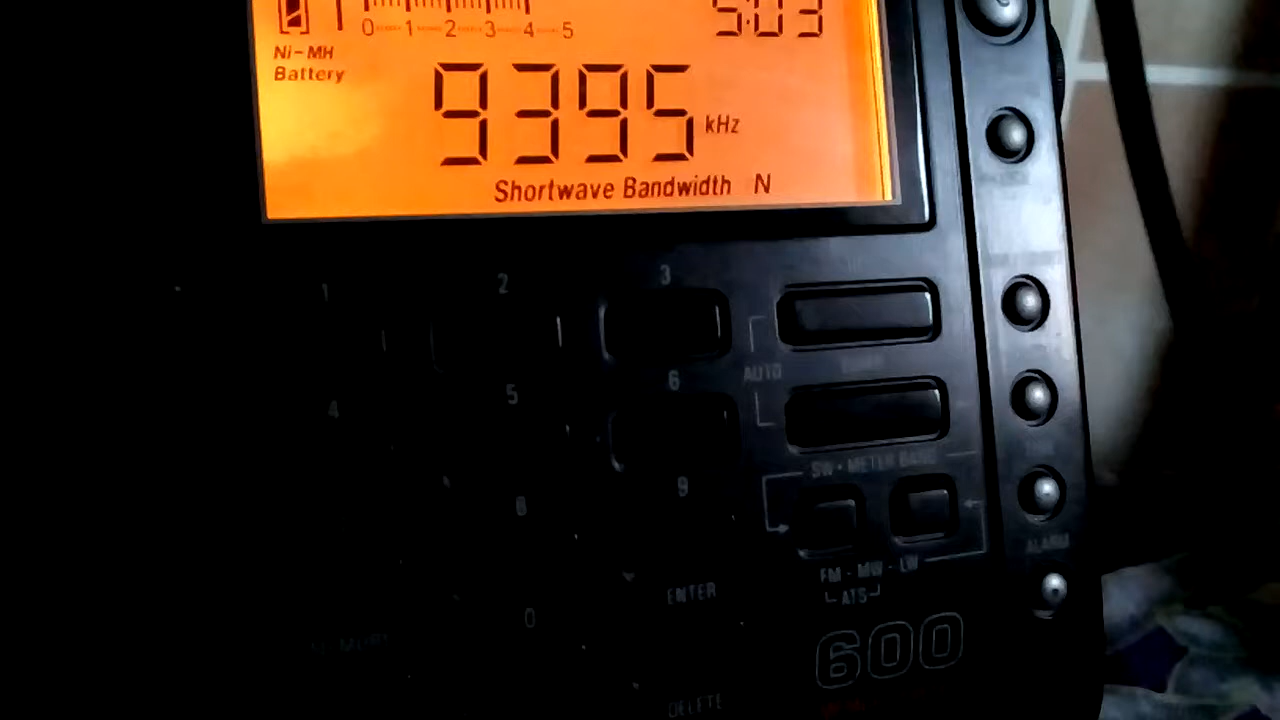 0 1 2 3 4 5
5:03
Ni-MH
Battery
9395 kHz
Shortwave Bandwidth N
1 2 3
AUTO
4 5 6
SW • METER BAND
8 9
ALARM
FM - MW - LW
ATS
ENTER
0
600
DELETE